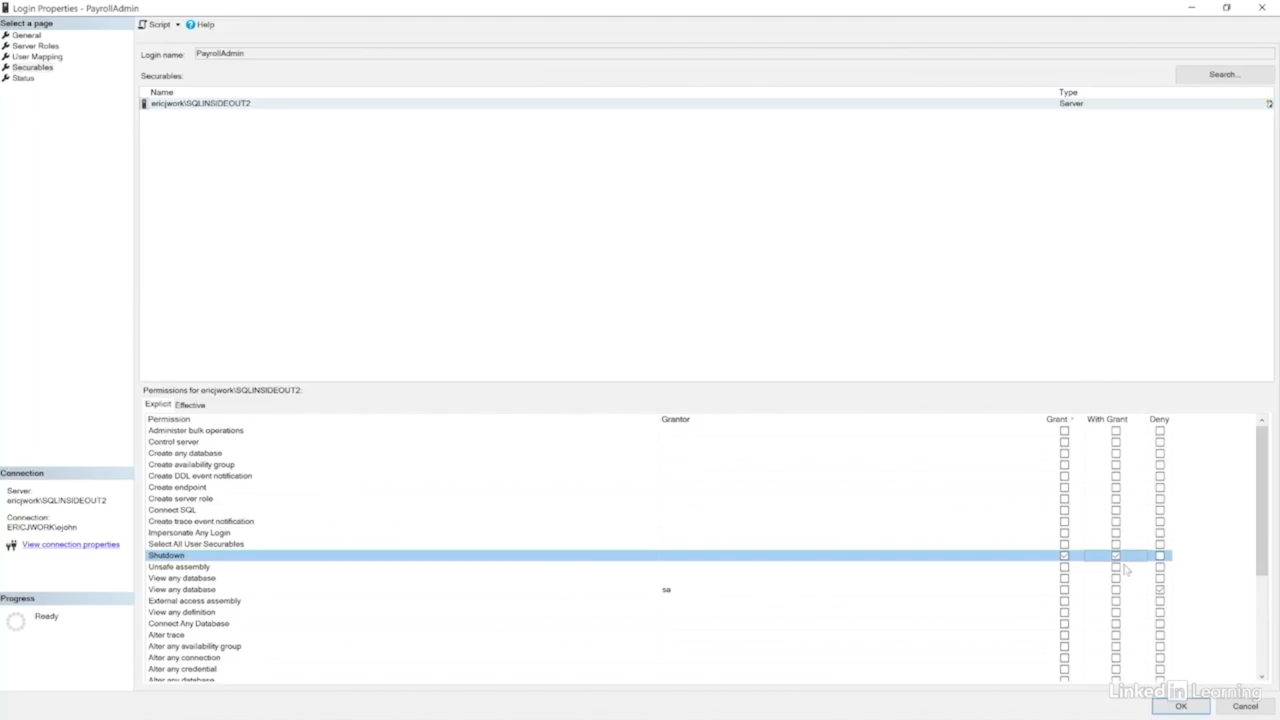 Login Properties - PayrollAdmin
Select a page
General
Server Roles
User Mapping
Securables
Status
Script
Help
Login name: PayrollAdmin
Securables:
Search...
Name Type
ericjwork\SQLINSIDEOUT2 Server
Permissions for ericjwork\SQLINSIDEOUT2:
Explicit Effective
Permission Grantor Grant With Grant Deny
Administer bulk operations
Control server
Create any database
Create availability group
Create DDL event notification
Create endpoint
Create server role
Connect SQL
Create trace event notification
Impersonate Any Login
Select All User Securables
Shutdown
Unsafe assembly
View any database
View any database sa
External access assembly
View any definition
Connect Any Database
Alter trace
Alter any availability group
Alter any connection
Alter any credential
Alter any database
Connection
Server:
ericjwork\SQLINSIDEOUT2
Connection:
ERICJWORK\ejohn
View connection properties
Progress
Ready
LinkedIn Learning
OK Cancel